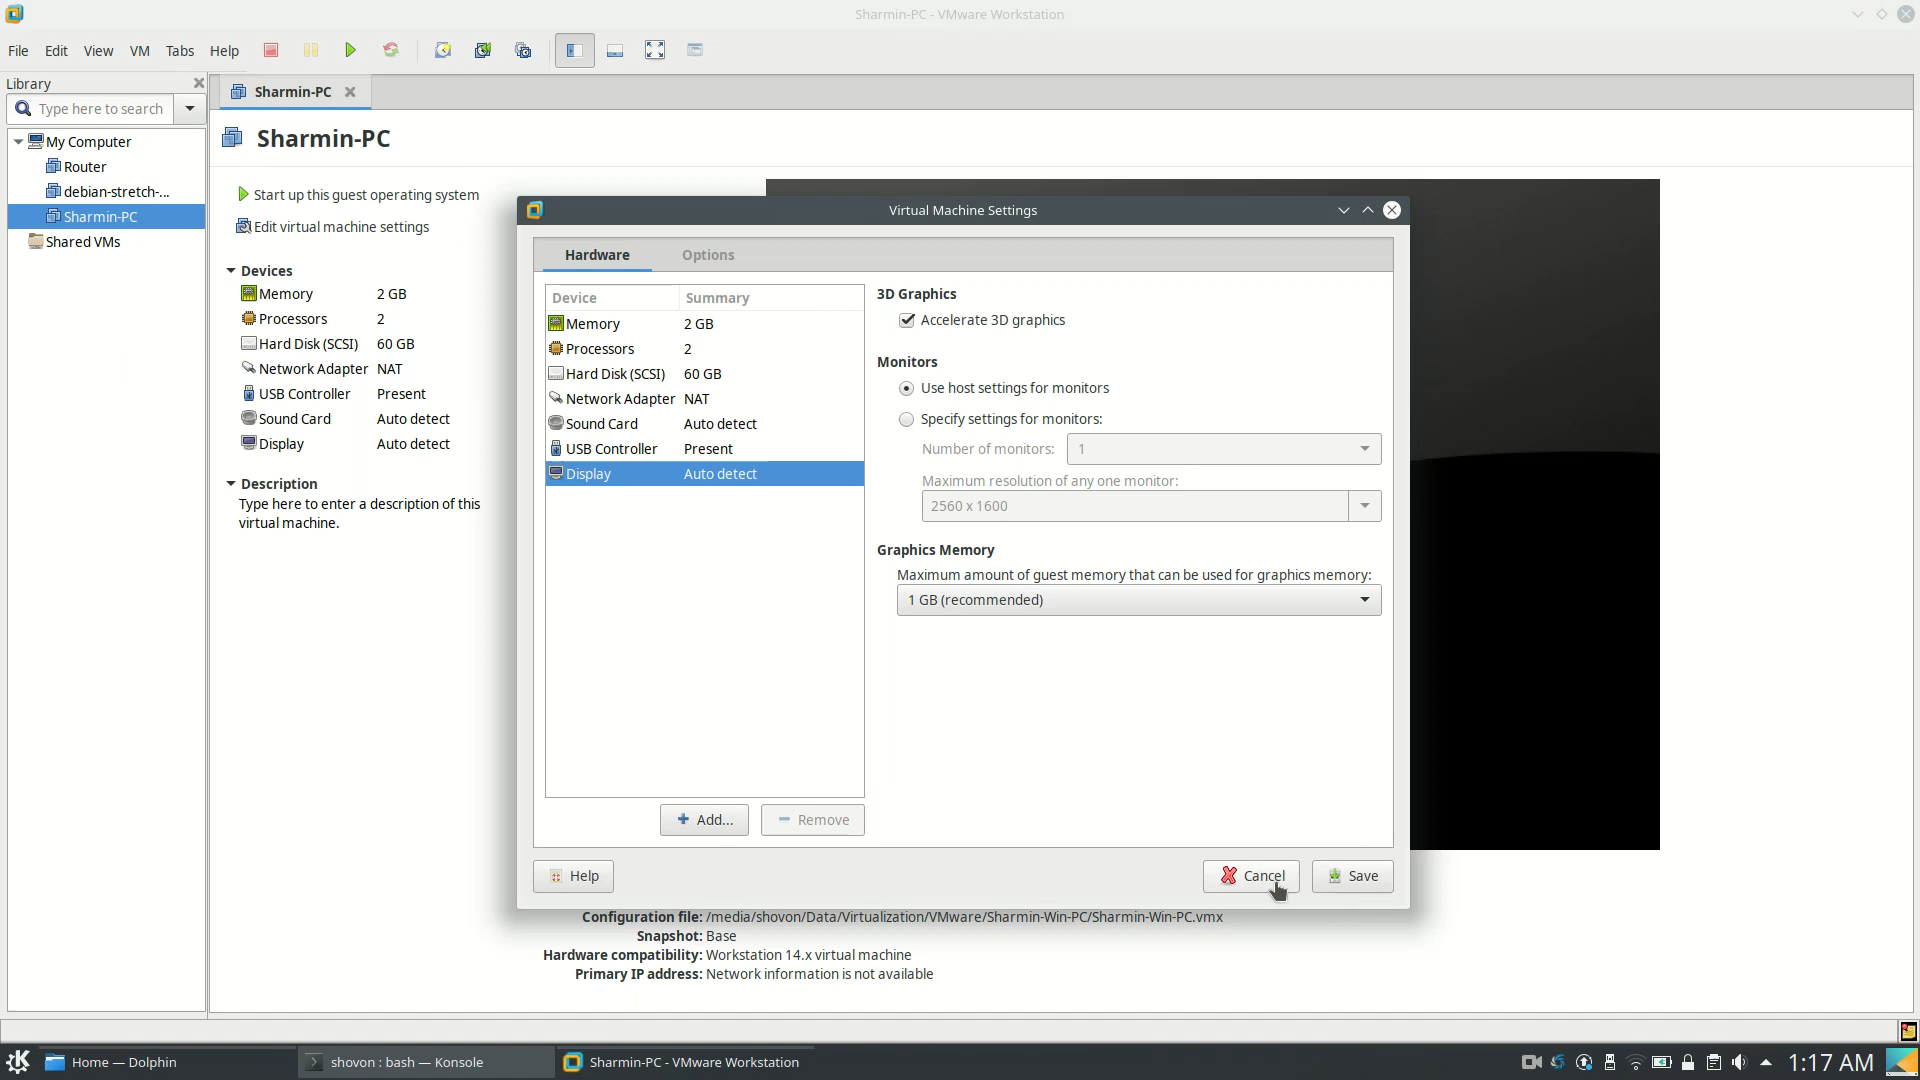 Sharmin-PC - VMware Workstation
File Edit View VM Tabs Help
Library
Type here to search
My Computer
Router
debian-stretch-...
Sharmin-PC
Shared VMs
Sharmin-PC
Sharmin-PC
Start up this guest operating system
Edit virtual machine settings
Devices
Memory 2 GB
Processors 2
Hard Disk (SCSI) 60 GB
Network Adapter NAT
USB Controller Present
Sound Card Auto detect
Display Auto detect
Description
Type here to enter a description of this
virtual machine.
Virtual Machine Settings
Hardware Options
Device Summary
Memory 2 GB
Processors 2
Hard Disk (SCSI) 60 GB
Network Adapter NAT
Sound Card Auto detect
USB Controller Present
Display Auto detect
Add... Remove
3D Graphics
Accelerate 3D graphics
Monitors
Use host settings for monitors
Specify settings for monitors:
Number of monitors: 1
Maximum resolution of any one monitor:
2560 x 1600
Graphics Memory
Maximum amount of guest memory that can be used for graphics memory:
1 GB (recommended)
Help Cancel Save
Configuration file: /media/shovon/Data/Virtualization/VMware/Sharmin-Win-PC/Sharmin-Win-PC.vmx
Snapshot: Base
Hardware compatibility: Workstation 14.x virtual machine
Primary IP address: Network information is not available
Home — Dolphin shovon : bash — Konsole Sharmin-PC - VMware Workstation 1:17 AM